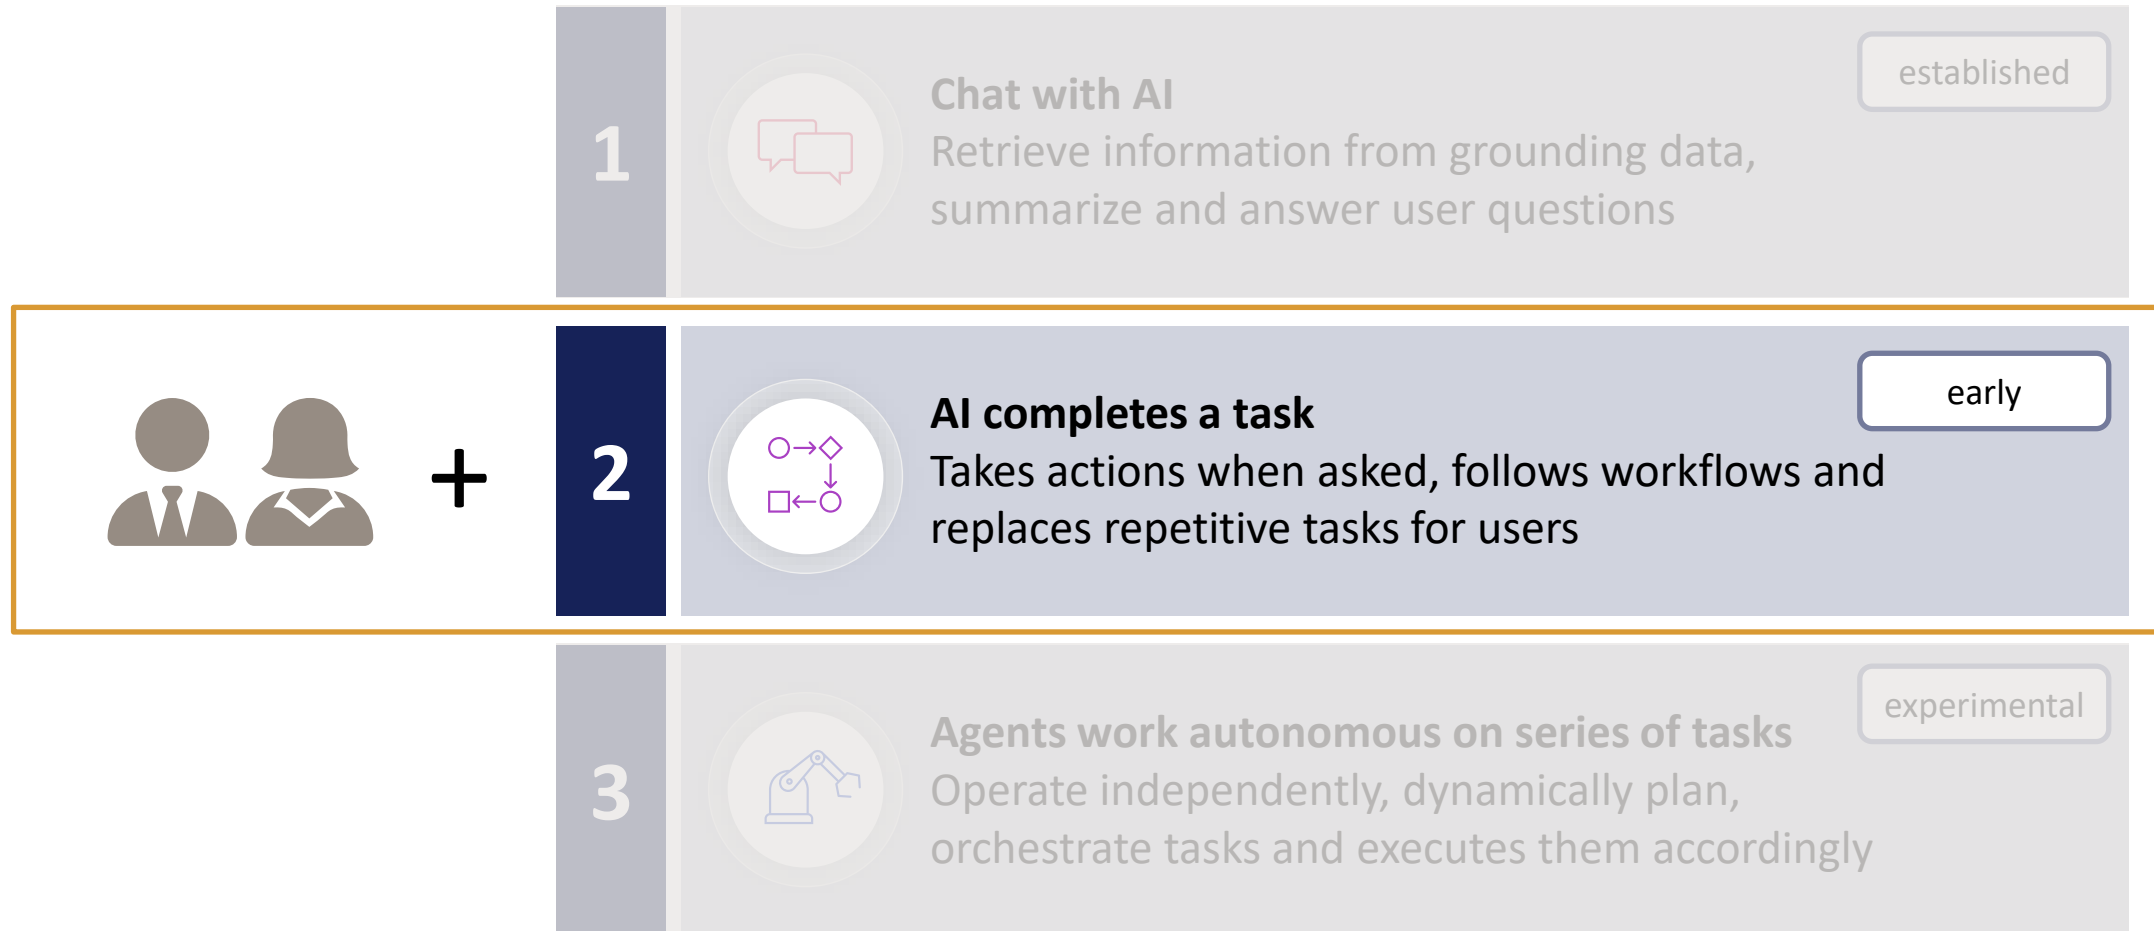 1
Chat with AI
established
Retrieve information from grounding data,
summarize and answer user questions
+
2
AI completes a task
early
Takes actions when asked, follows workflows and
replaces repetitive tasks for users
3
Agents work autonomous on series of tasks
experimental
Operate independently, dynamically plan,
orchestrate tasks and executes them accordingly